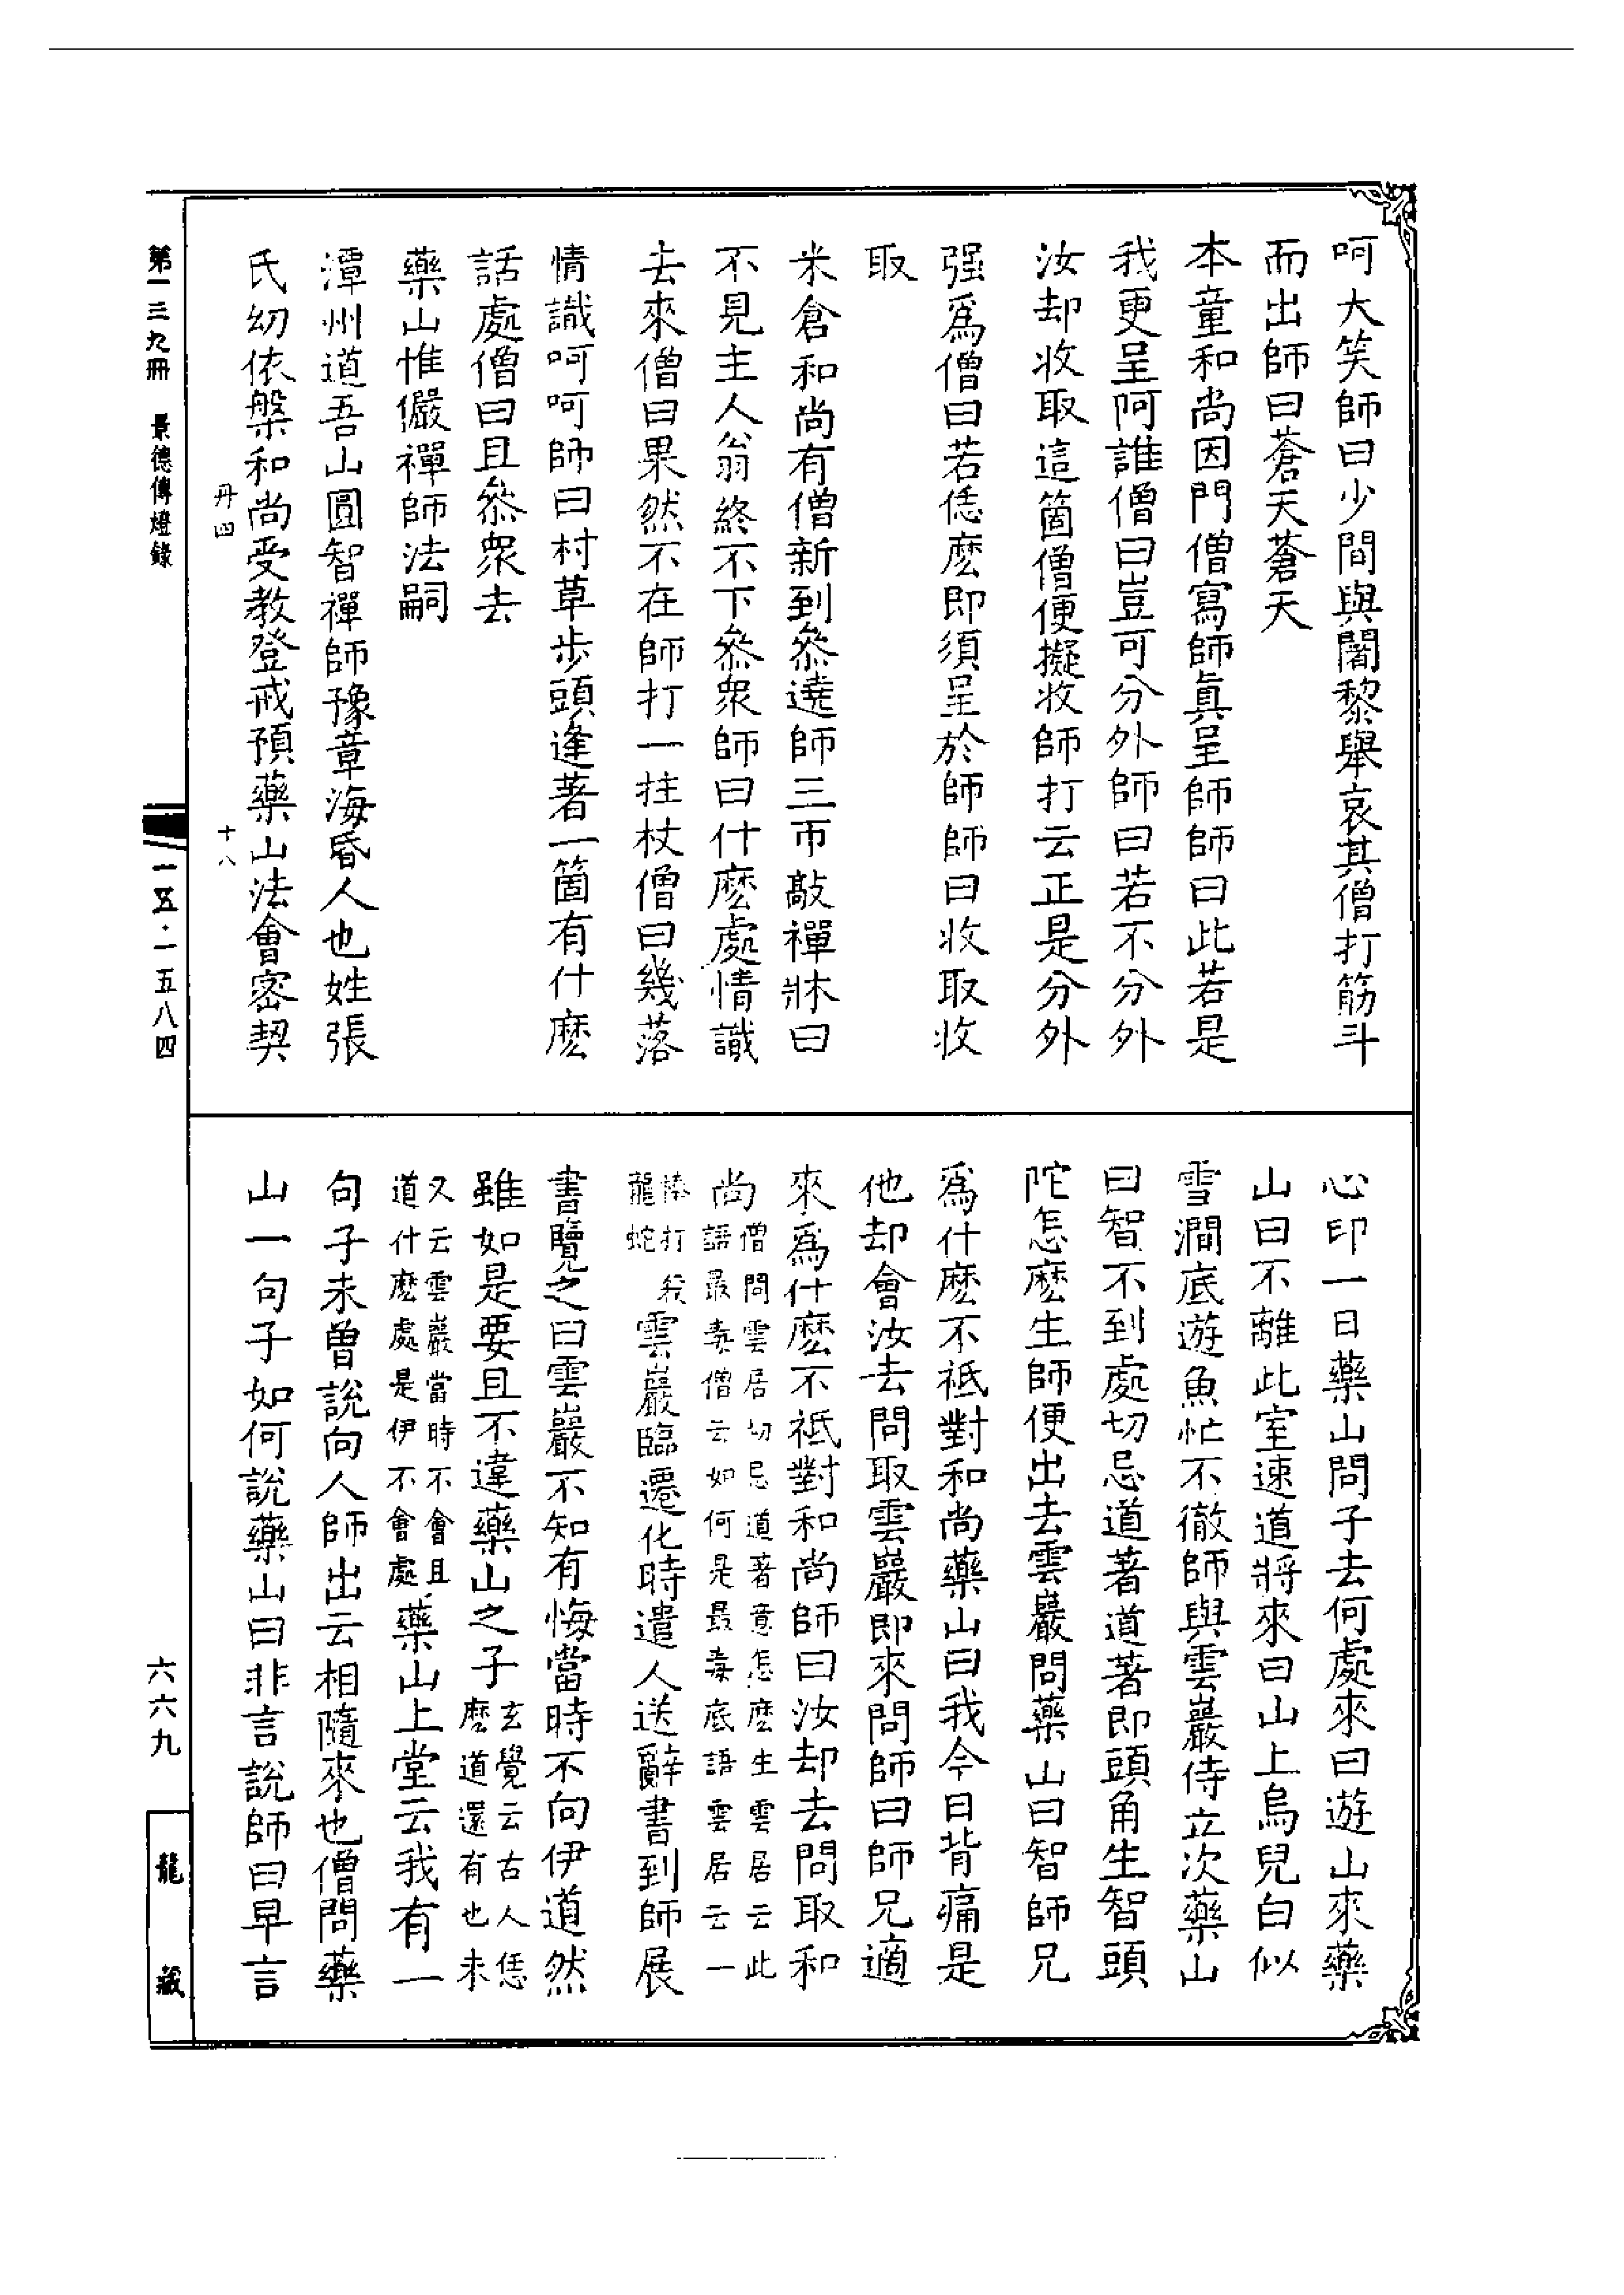 呵大笑師曰少間與闍黎舉哀其僧打筋斗
而出師曰蒼天蒼天
本童和尚因門僧寫師眞呈師師曰此若是
我更呈阿誰僧曰豈可分外師曰若不分外
汝却收取這箇僧便擬收師打云正是分外
强爲僧曰若恁麽即須呈於師師曰收取收
取
米倉和尚有僧新到叅遶師三帀敲禪牀曰
不見主人翁終不下叅衆師曰什麽處情識
去來僧曰果然不在師打一拄杖僧曰幾落
情識呵呵師曰村草步頭逢著一箇有什麽
話處僧曰且叅衆去
藥山惟儼禪師法嗣
潭州道吾山圓智禪師豫章海昏人也姓張
氏幼依槃和尚受教登戒預藥山法會密契
心印一日藥山問子去何處來曰遊山來藥
山曰不離此室速道將來曰山上烏兒白似
雪澗底遊魚忙不徹師與雲巖侍立次藥山
曰智不到處切忌道著道著即頭角生智頭
陀怎麽生師便出去雲巖問藥山曰智師兄
爲什麽不祗對和尚藥山曰我今日背痛是
他却會汝去問取雲巖即來問師曰師兄適
來爲什麽不祗對和尚師曰汝却去問取和
尚僧問雲居切忌道著意怎麽生雲居云此
語最毒僧云如何是最毒底語雲居云一
棒打殺
龍蛇
雲巖臨遷化時遣人送辭書到師展
書覽之曰雲巖不知有悔當時不向伊道然
雖如是要且不違藥山之子玄覺云古人恁
麽道還有也未
又云雲巖當時不會且
道什麽處是伊不會處
藥山上堂云我有一
句子未曾說向人師出云相隨來也僧問藥
山一句子如何說藥山曰非言說師曰早言
第一三九冊　景德傳燈錄
冊四
十八
一五·一五八四
六六九
龍藏